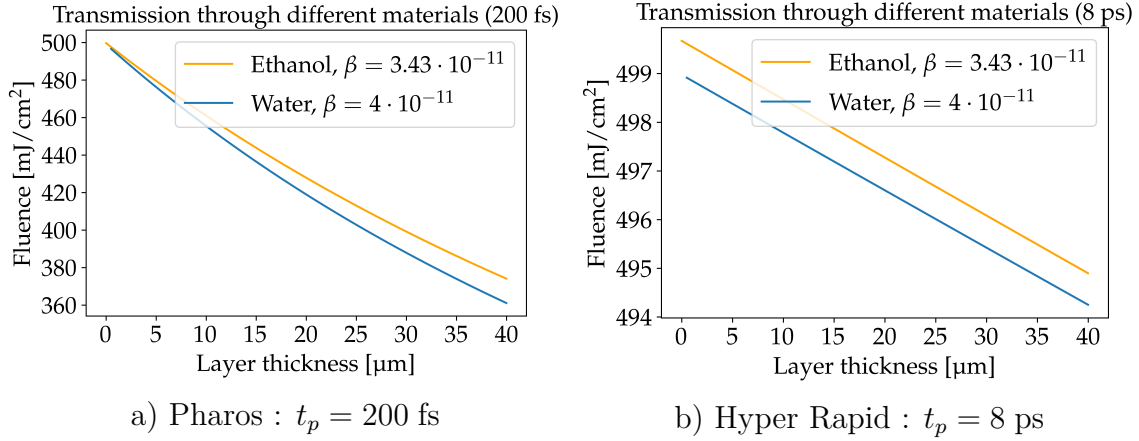 Transmission through different materials (200 fs)
500
480
460
440
420
400
380
360
Fluence [mJ/cm²]
Ethanol, β = 3.43 · 10⁻¹¹
Water, β = 4 · 10⁻¹¹
0 5 10 15 20 25 30 35 40
Layer thickness [µm]
a) Pharos : tₚ = 200 fs
Transmission through different materials (8 ps)
499
498
497
496
495
494
Fluence [mJ/cm²]
Ethanol, β = 3.43 · 10⁻¹¹
Water, β = 4 · 10⁻¹¹
0 5 10 15 20 25 30 35 40
Layer thickness [µm]
b) Hyper Rapid : tₚ = 8 ps